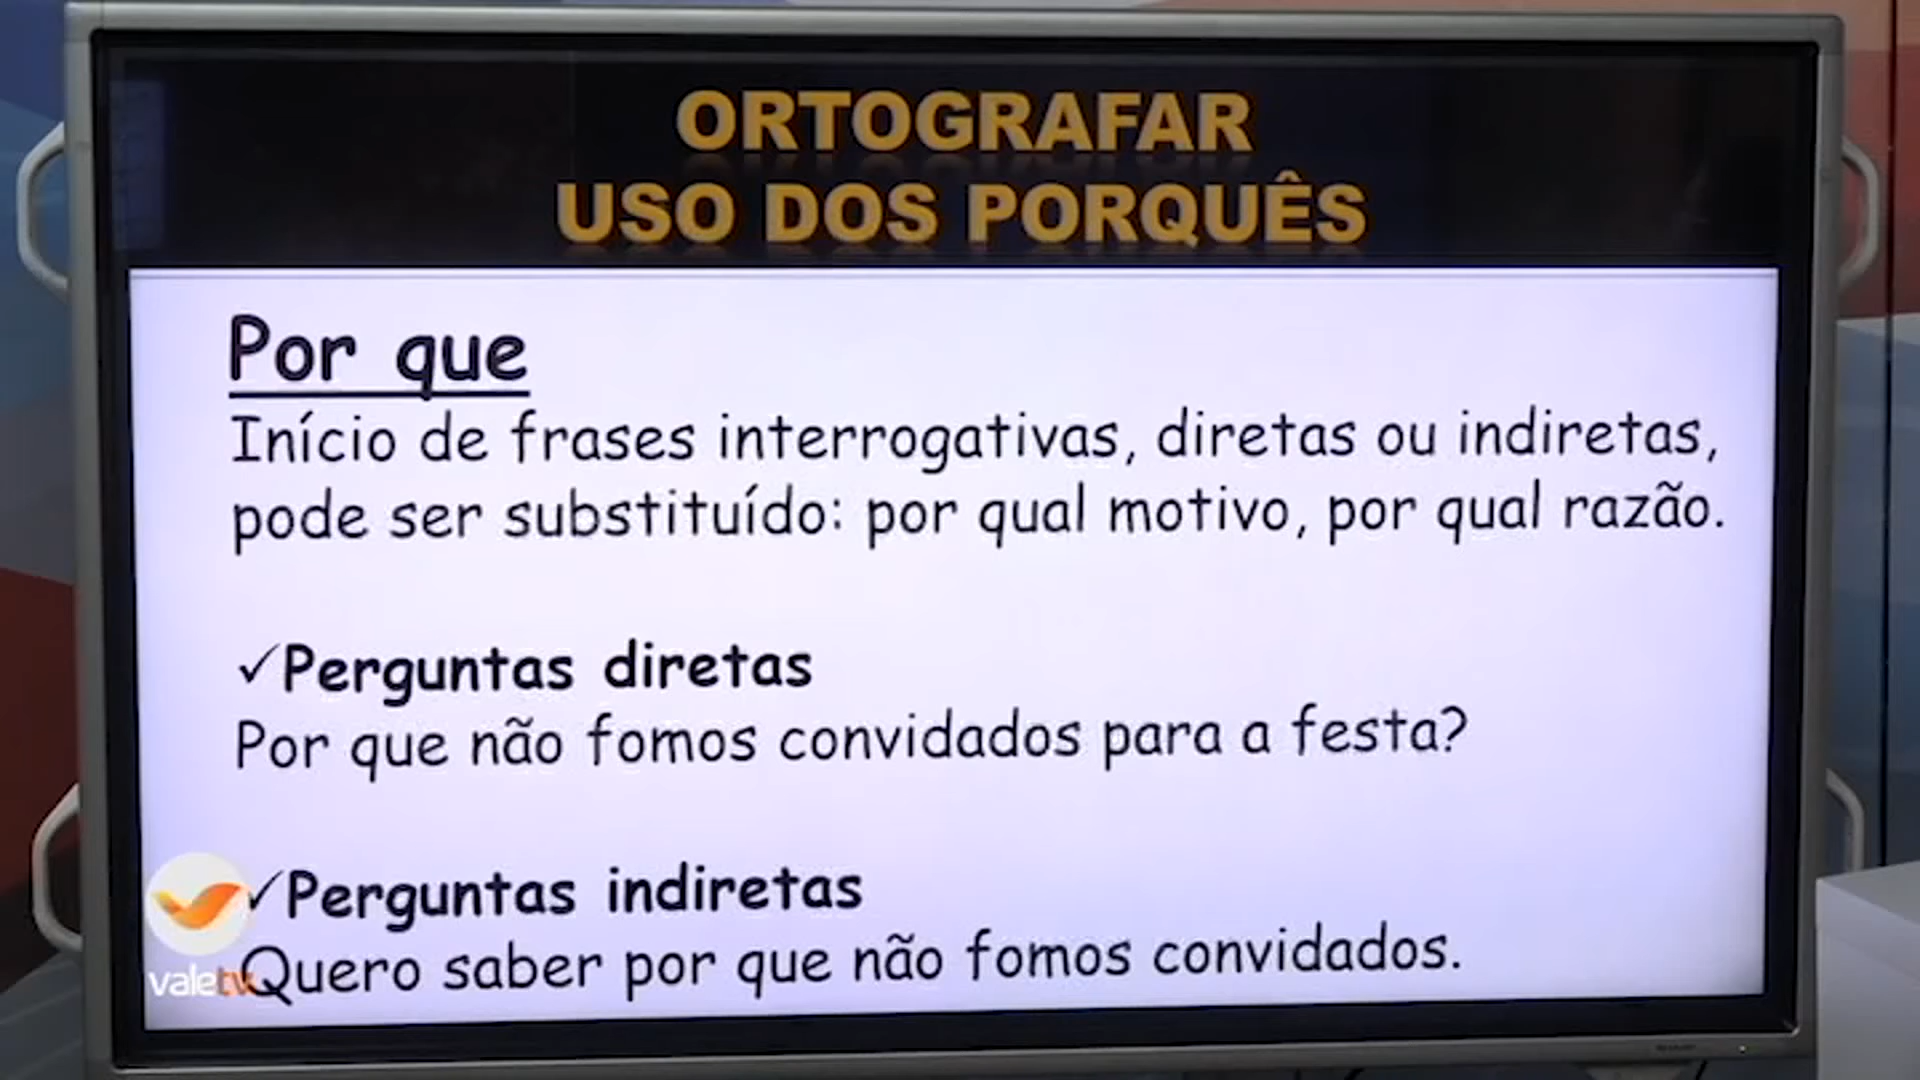 ORTOGRAFAR
USO DOS PORQUÊS
Por que
Início de frases interrogativas, diretas ou indiretas,
pode ser substituído: por qual motivo, por qual razão.
✓Perguntas diretas
Por que não fomos convidados para a festa?
✓Perguntas indiretas
Quero saber por que não fomos convidados.
valetv